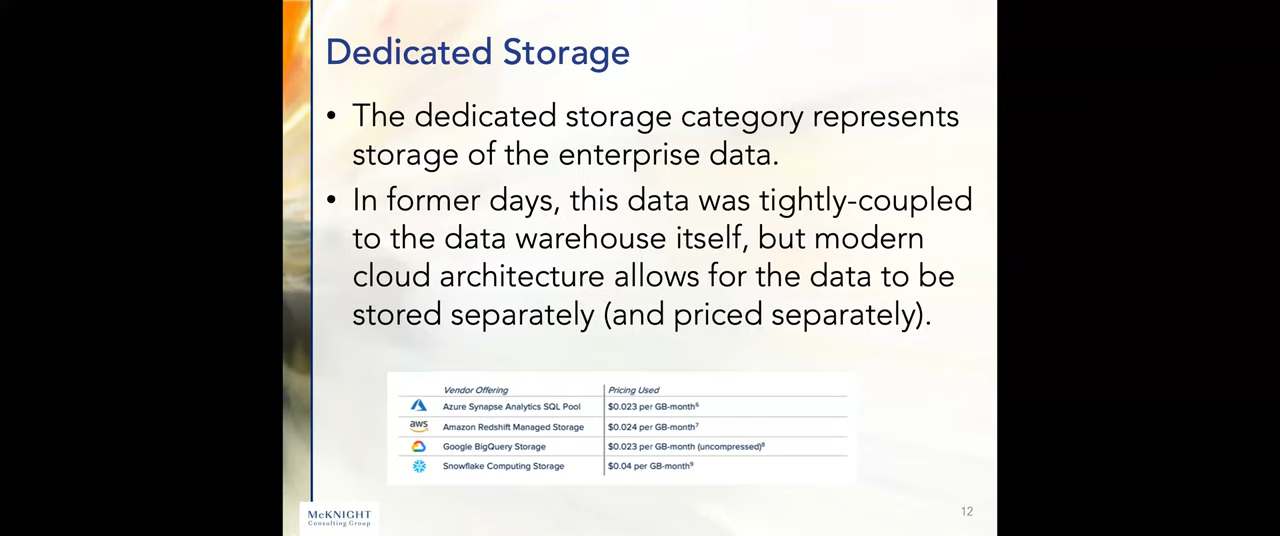 Dedicated Storage
• The dedicated storage category represents
storage of the enterprise data.
• In former days, this data was tightly-coupled
to the data warehouse itself, but modern
cloud architecture allows for the data to be
stored separately (and priced separately).
Vendor Offering Pricing Used
Azure Synapse Analytics SQL Pool $0.023 per GB-month⁶
aws Amazon Redshift Managed Storage $0.024 per GB-month⁷
Google BigQuery Storage $0.023 per GB-month (uncompressed)⁸
Snowflake Computing Storage $0.04 per GB-month⁹
McKNIGHT
Consulting Group
12